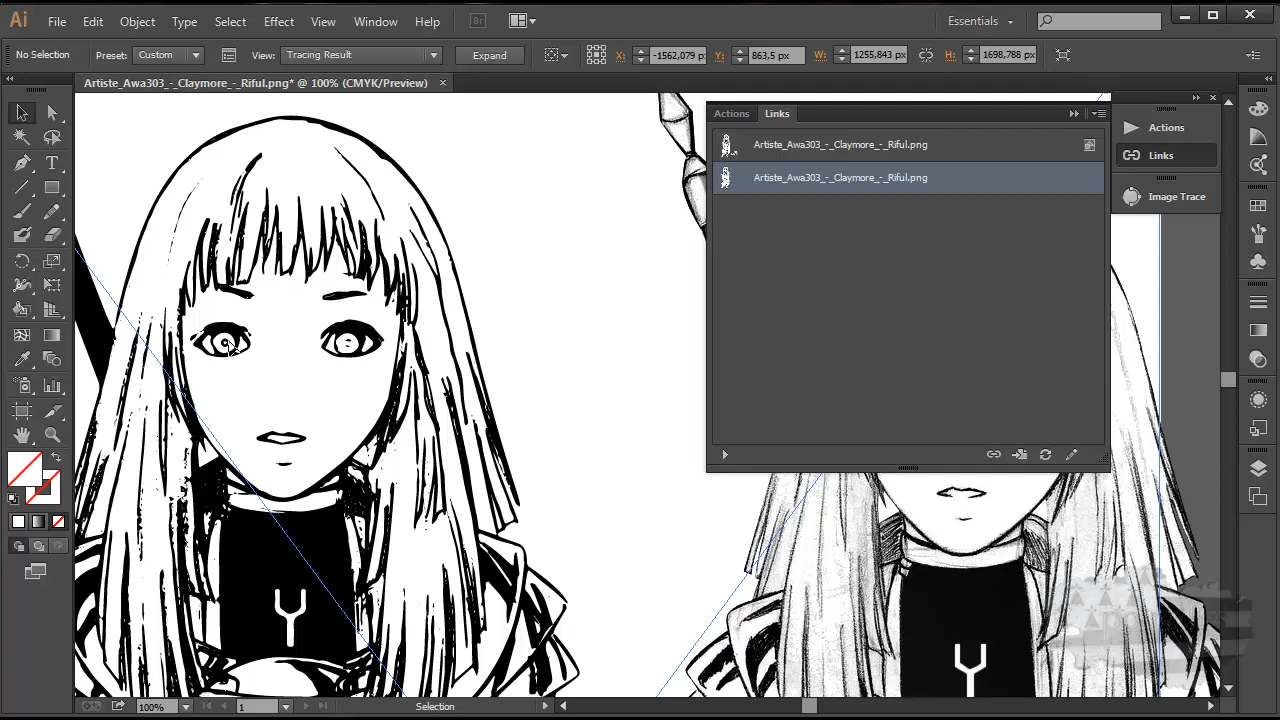 Ai File Edit Object Type Select Effect View Window Help Br Essentials
No Selection Preset: Custom View: Tracing Result Expand X: -1562,079 p Y: 863,5 px W: 1255,843 px H: 1698,788 px
Artiste_Awa303_-_Claymore_-_Riful.png* @ 100% (CMYK/Preview) ×
Actions Links
Artiste_Awa303_-_Claymore_-_Riful.png
Artiste_Awa303_-_Claymore_-_Riful.png
Actions
Links
Image Trace
T
100% 1 Selection